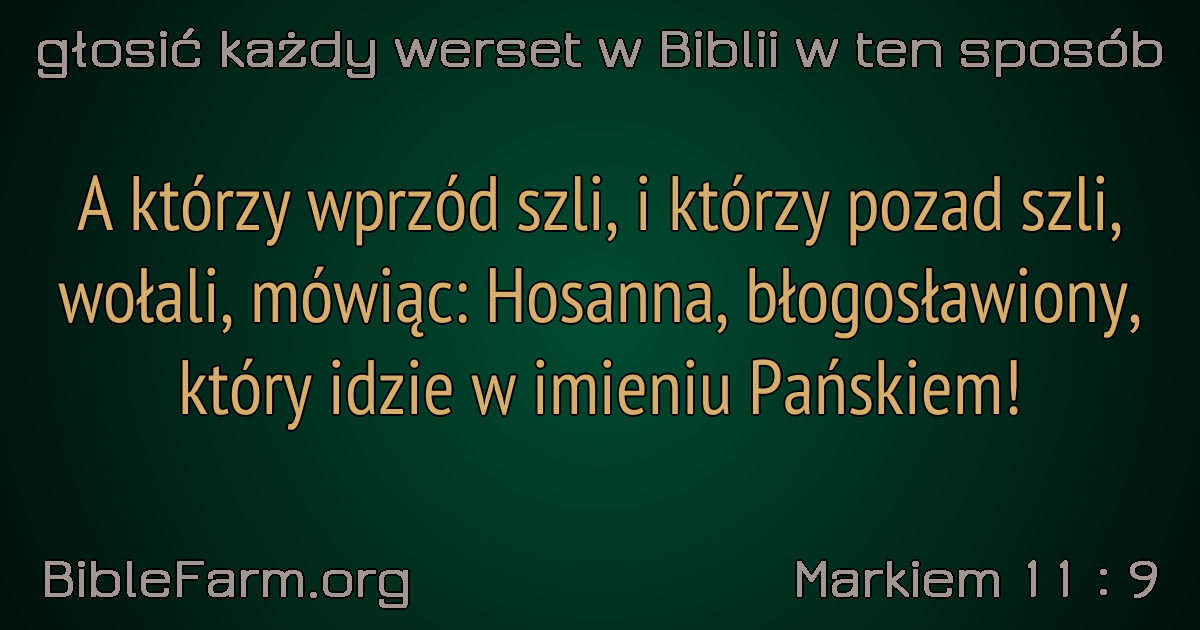 głosić każdy werset w Biblii w ten sposób
A którzy wprzód szli, i którzy pozad szli,
wołali, mówiąc: Hosanna, błogosławiony,
który idzie w imieniu Pańskiem!
BibleFarm.org
Markiem 11 : 9